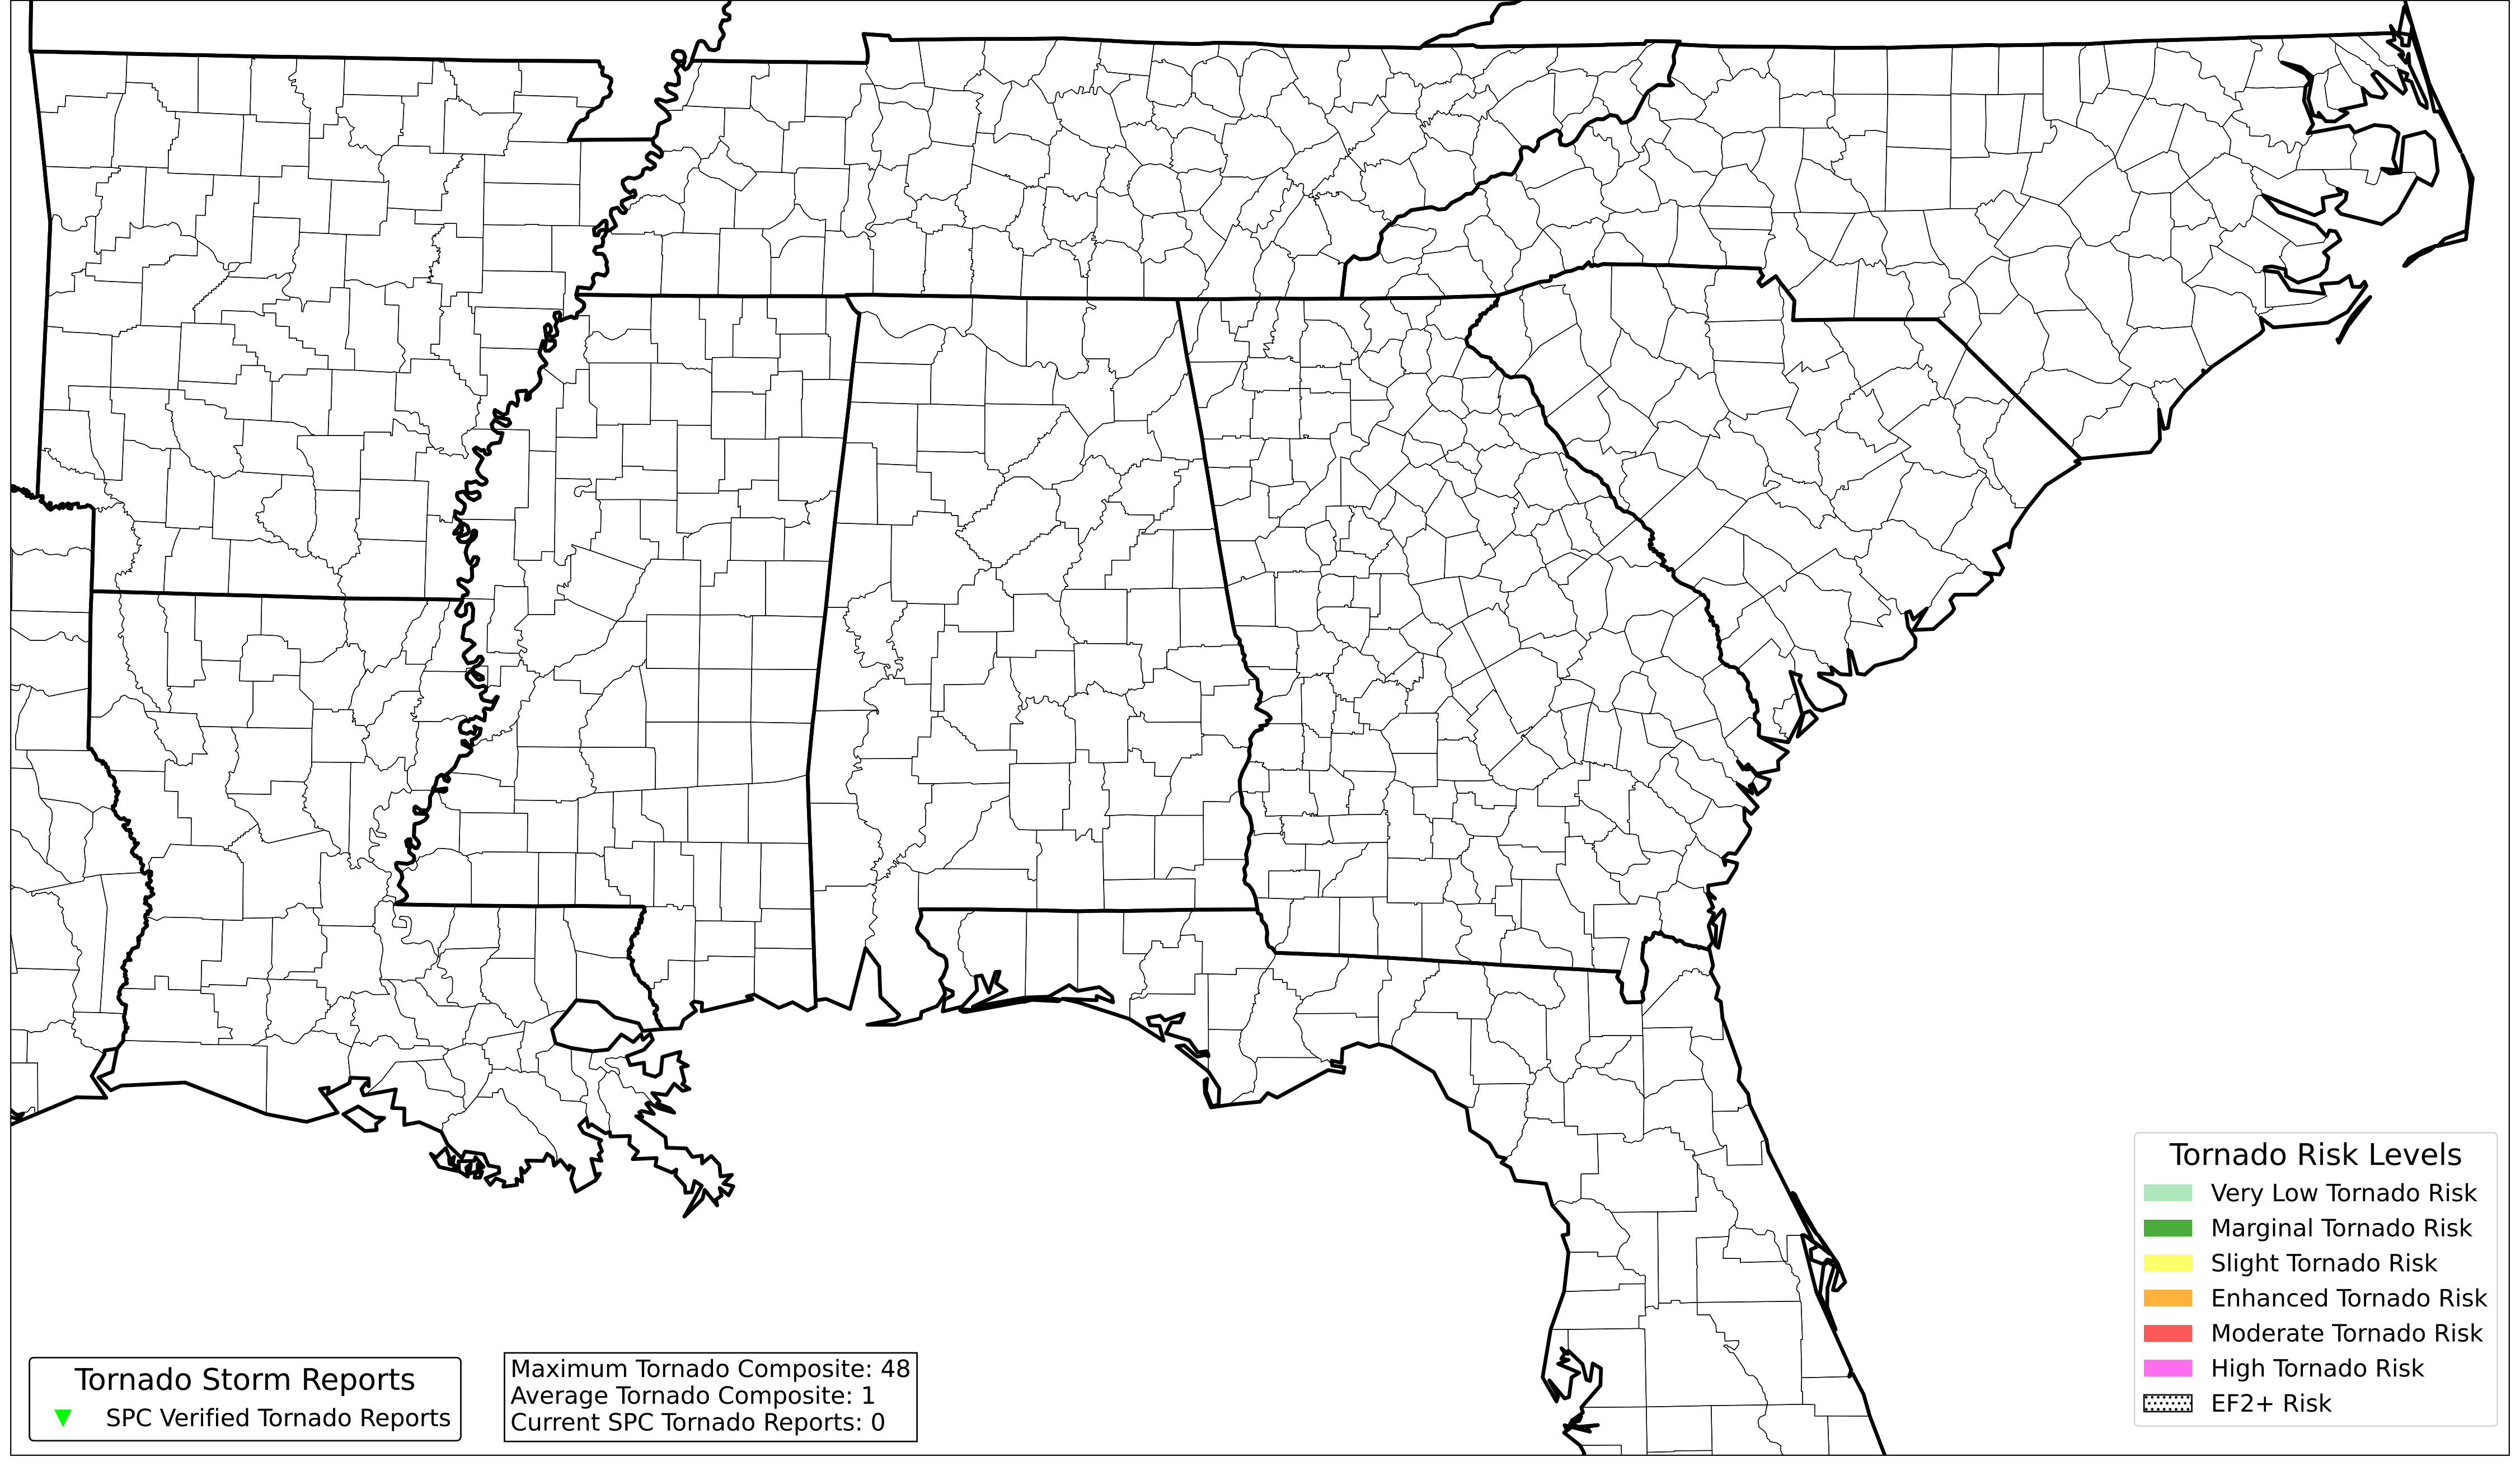 Tornado Storm Reports
SPC Verified Tornado Reports
Maximum Tornado Composite: 48
Average Tornado Composite: 1
Current SPC Tornado Reports: 0
Tornado Risk Levels
Very Low Tornado Risk
Marginal Tornado Risk
Slight Tornado Risk
Enhanced Tornado Risk
Moderate Tornado Risk
High Tornado Risk
EF2+ Risk